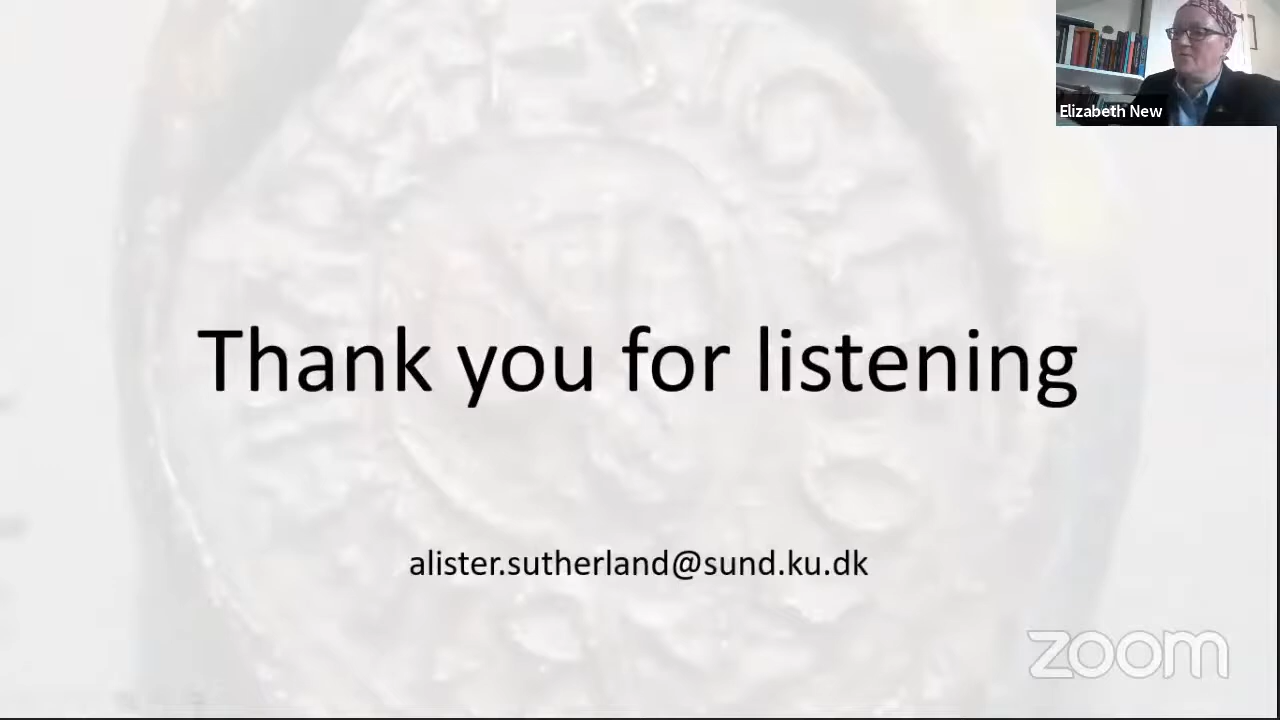 Elizabeth New
Thank you for listening
alister.sutherland@sund.ku.dk
zoom